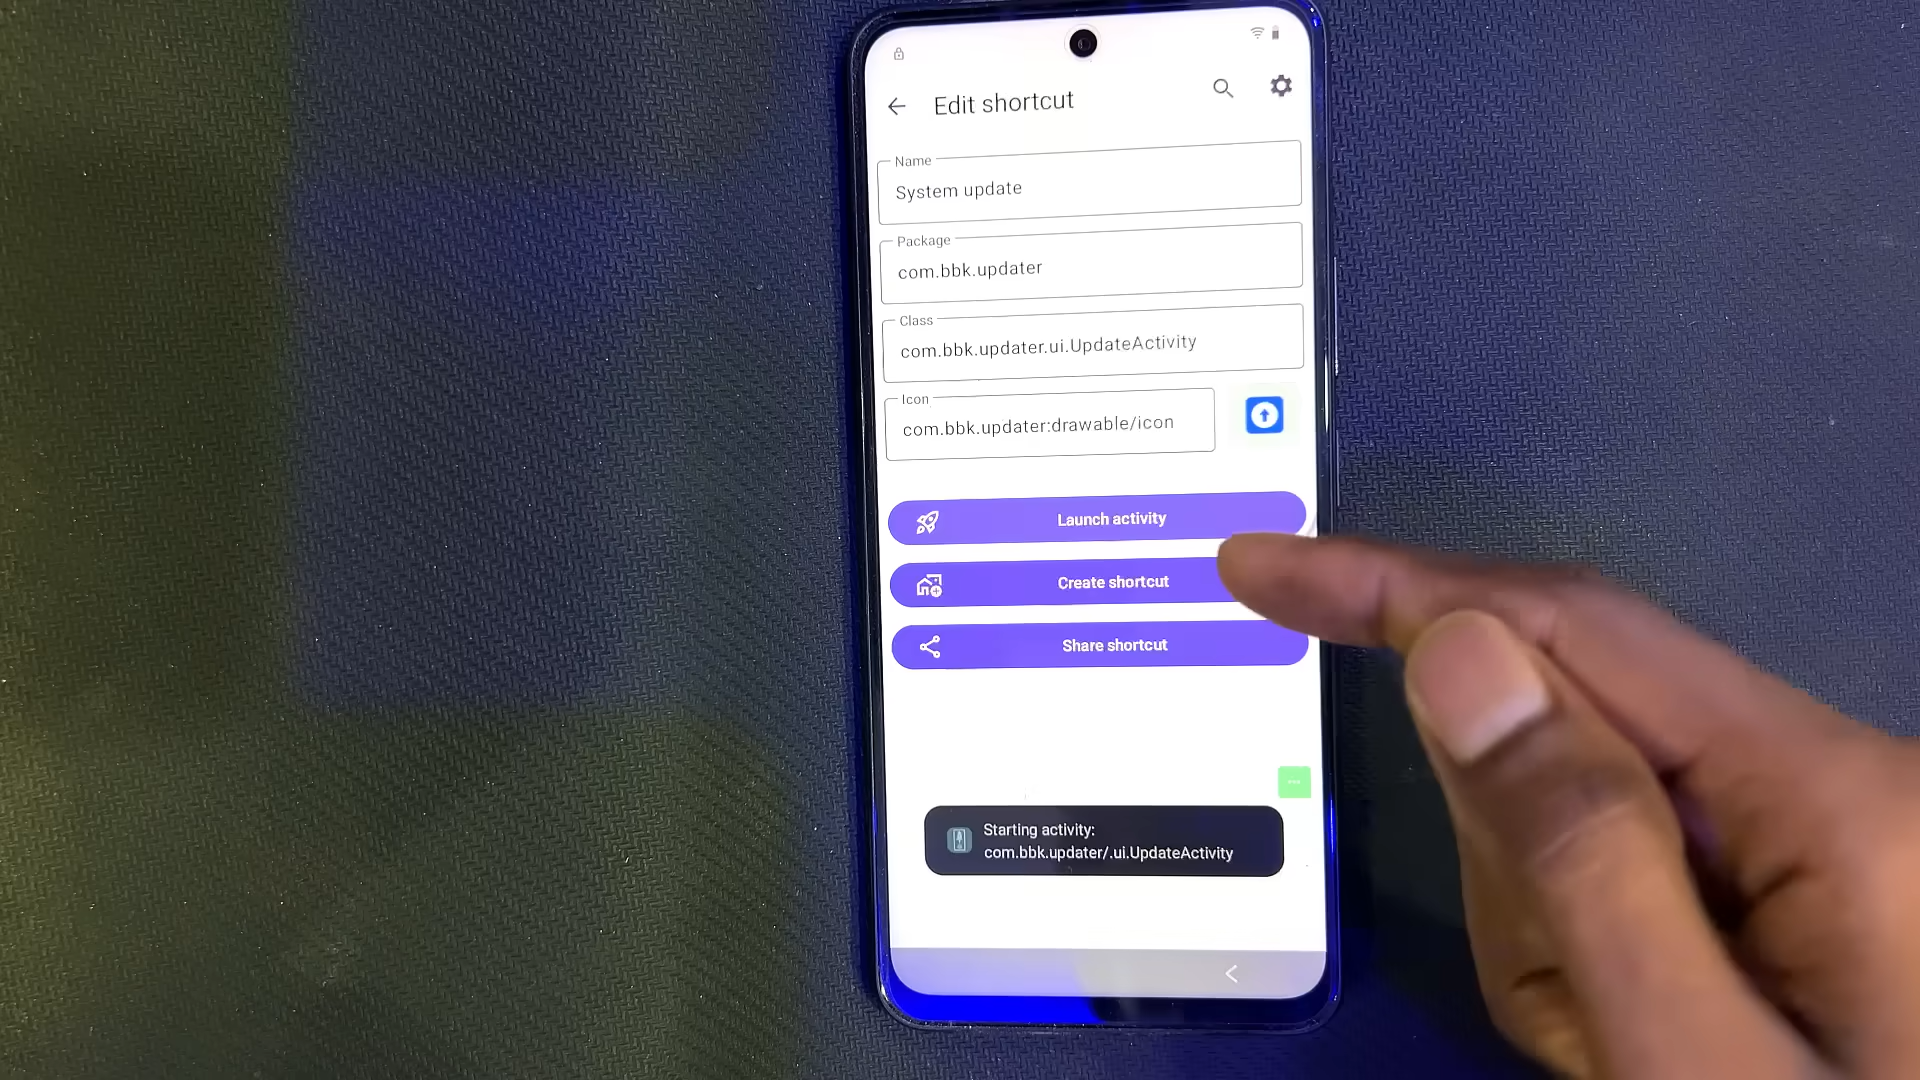 Edit shortcut
Name
System update
Package
com.bbk.updater
Class
com.bbk.updater.ui.UpdateActivity
Icon
com.bbk.updater:drawable/icon
Launch activity
Create shortcut
Share shortcut
Starting activity:
com.bbk.updater/.ui.UpdateActivity